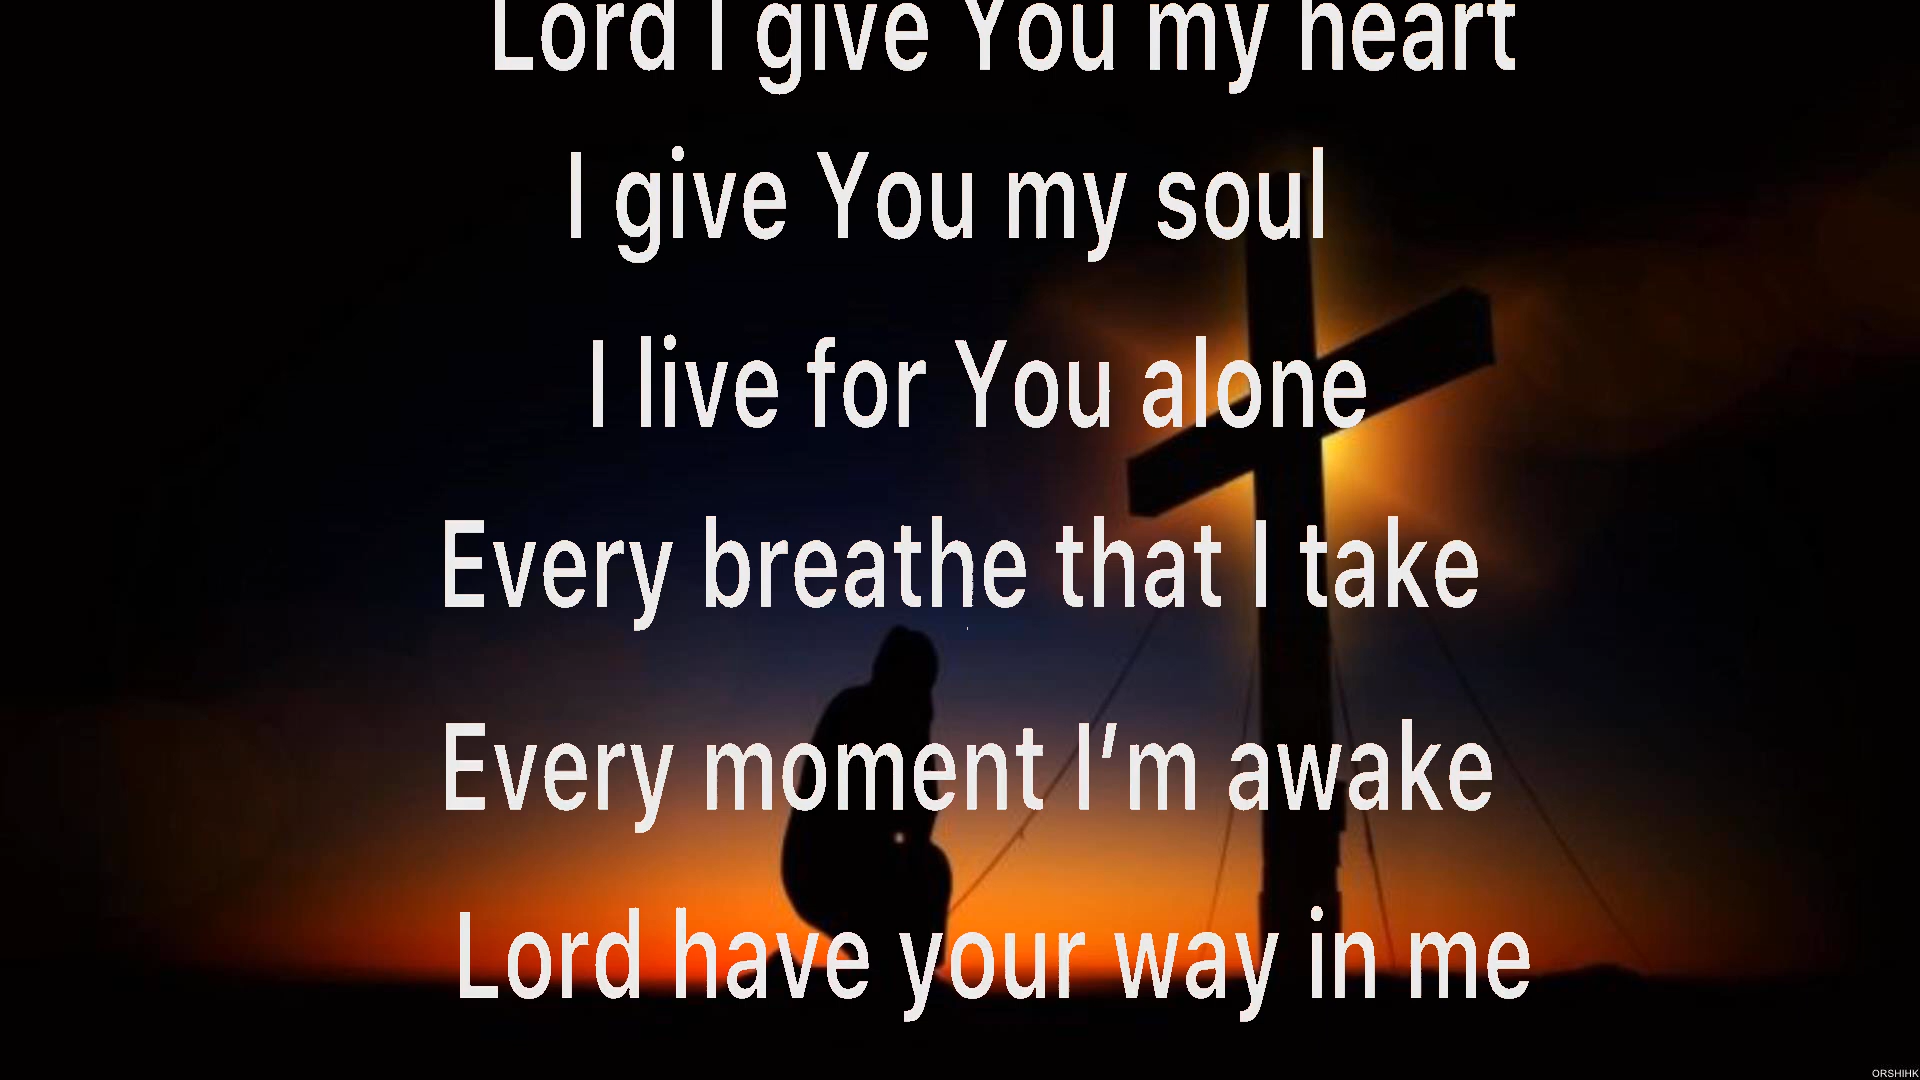 Lord I give You my heart
I give You my soul
I live for You alone
Every breathe that I take
Every moment I’m awake
Lord have your way in me
ORSHIHK